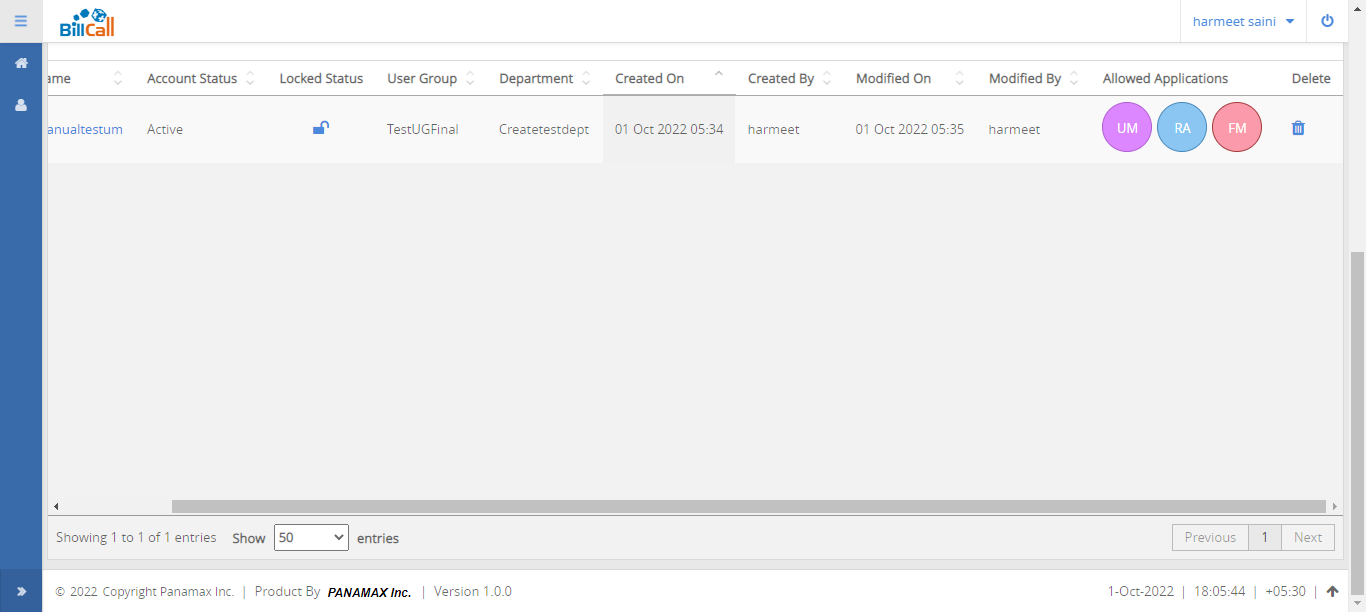 BillCall
harmeet saini
ame Account Status Locked Status User Group Department Created On Created By Modified On Modified By Allowed Applications Delete
anualtestum Active TestUGFinal Createtestdept 01 Oct 2022 05:34 harmeet 01 Oct 2022 05:35 harmeet UM RA FM
Showing 1 to 1 of 1 entries Show 50 entries Previous 1 Next
© 2022 Copyright Panamax Inc. | Product By PANAMAX Inc. | Version 1.0.0 1-Oct-2022 | 18:05:44 | +05:30 |